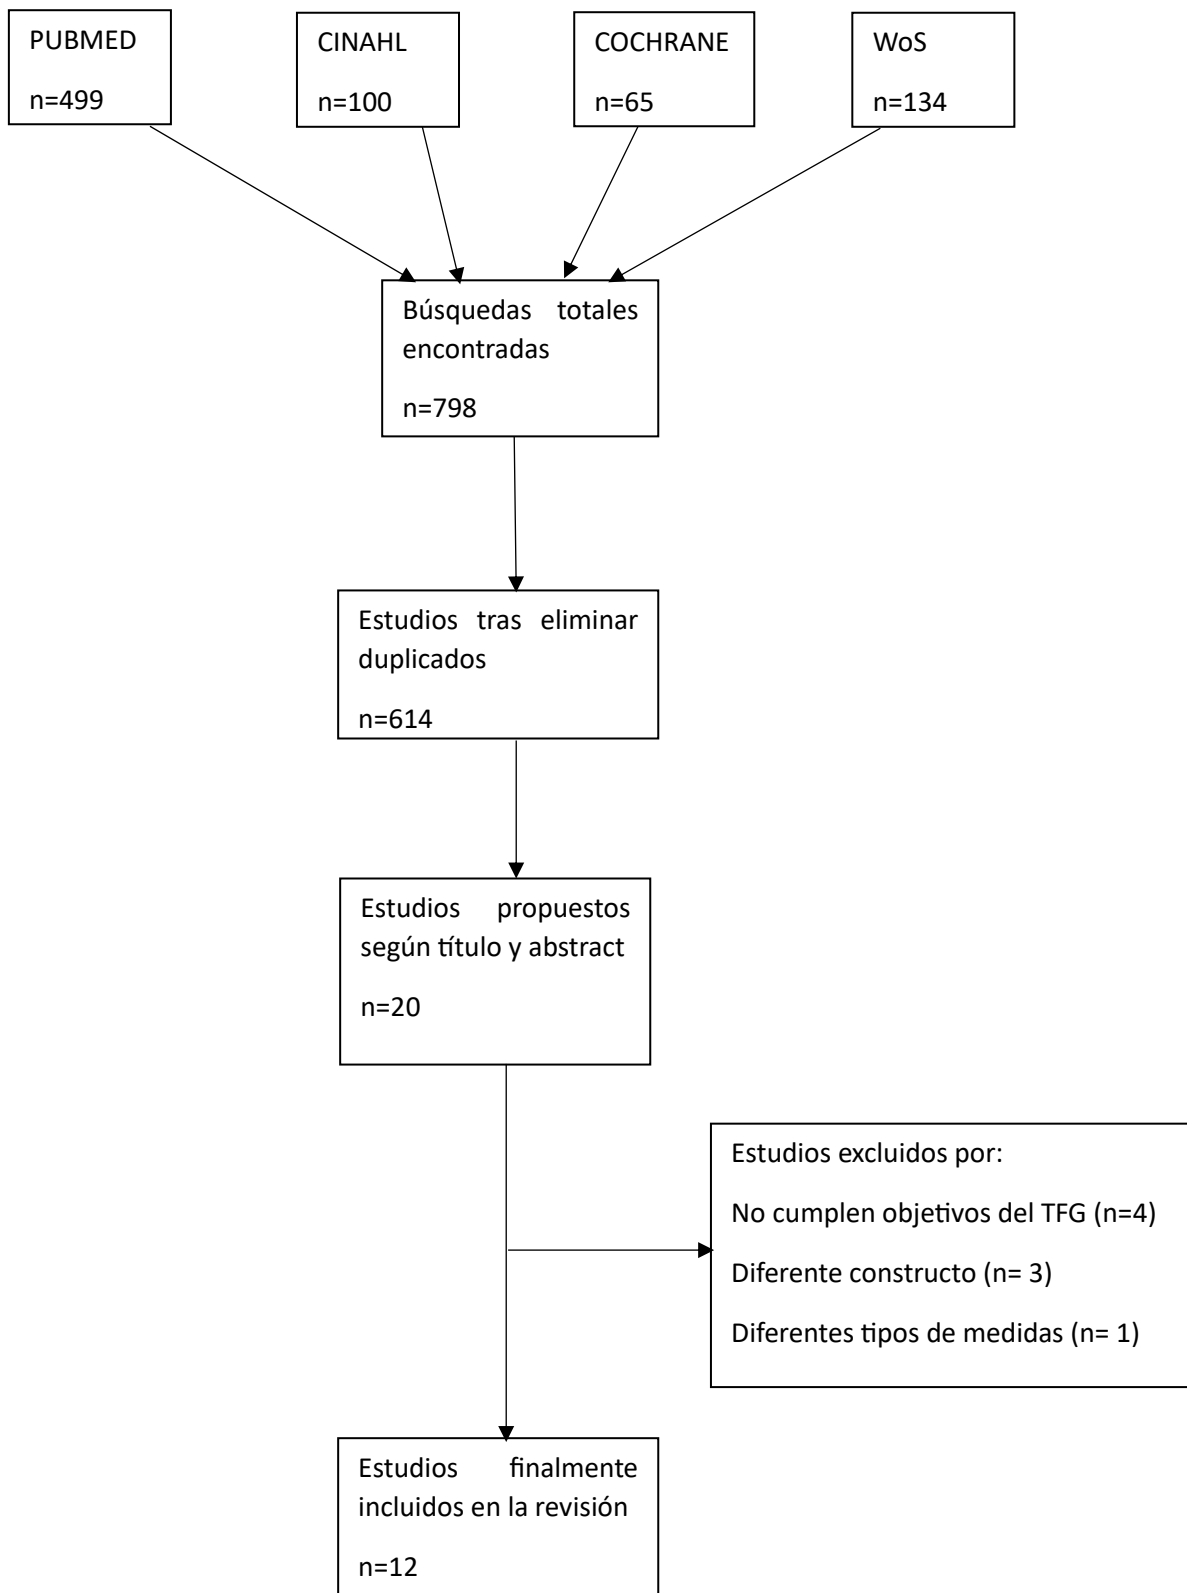 PUBMED
n=499
CINAHL
n=100
COCHRANE
n=65
WoS
n=134
Búsquedas totales
encontradas
n=798
Estudios tras eliminar
duplicados
n=614
Estudios propuestos
según título y abstract
n=20
Estudios excluidos por:
No cumplen objetivos del TFG (n=4)
Diferente constructo (n= 3)
Diferentes tipos de medidas (n= 1)
Estudios finalmente
incluidos en la revisión
n=12